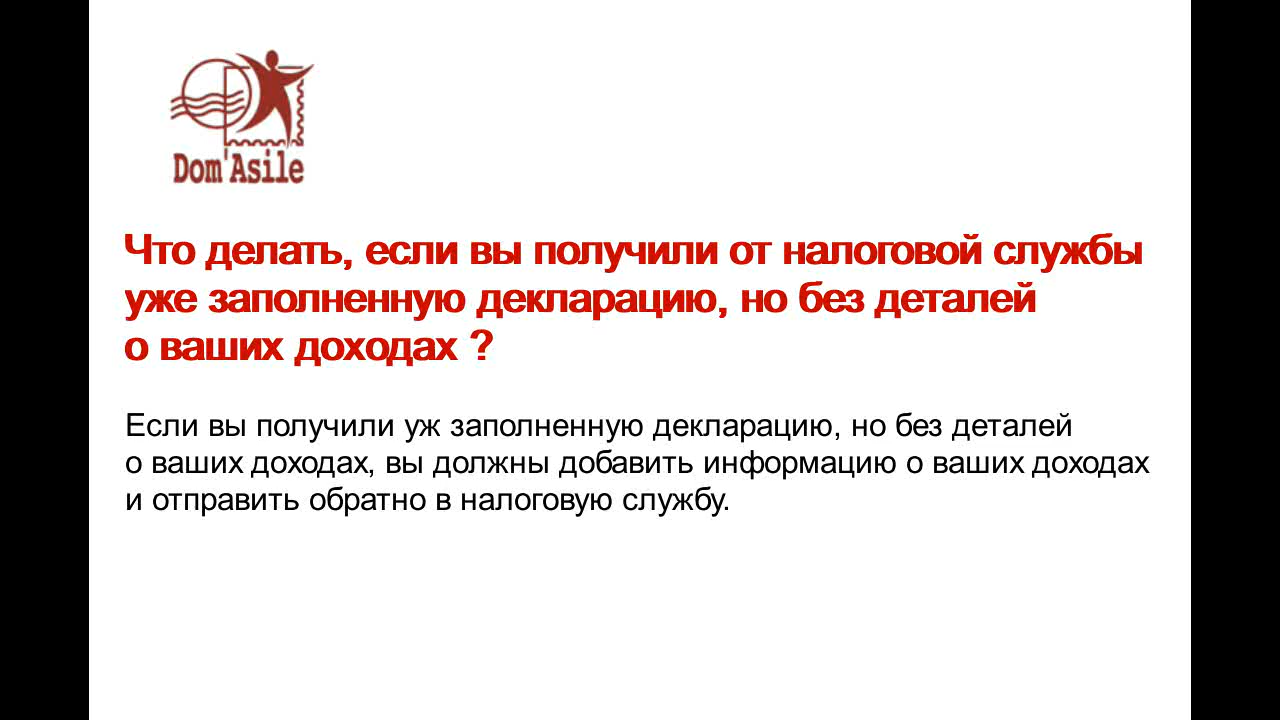 Dom'Asile
Что делать, если вы получили от налоговой службы
уже заполненную декларацию, но без деталей
о ваших доходах ?
Если вы получили уж заполненную декларацию, но без деталей
о ваших доходах, вы должны добавить информацию о ваших доходах
и отправить обратно в налоговую службу.